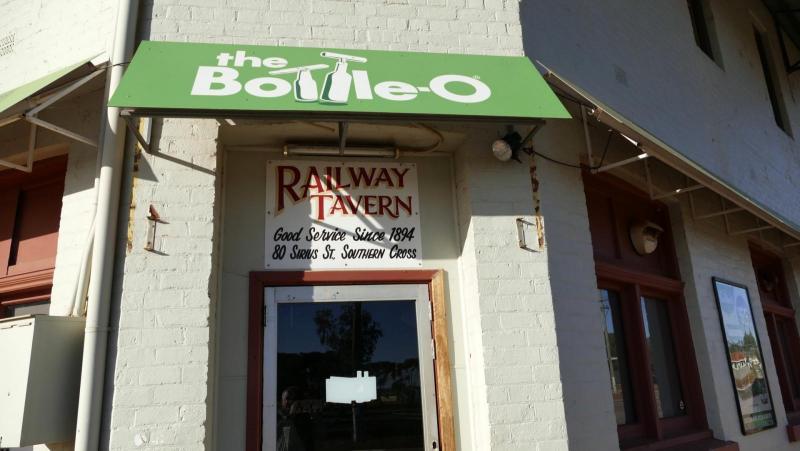 the
Bottle-O®
RAILWAY
TAVERN
Good Service Since 1894
80 Sirius St. Southern Cross